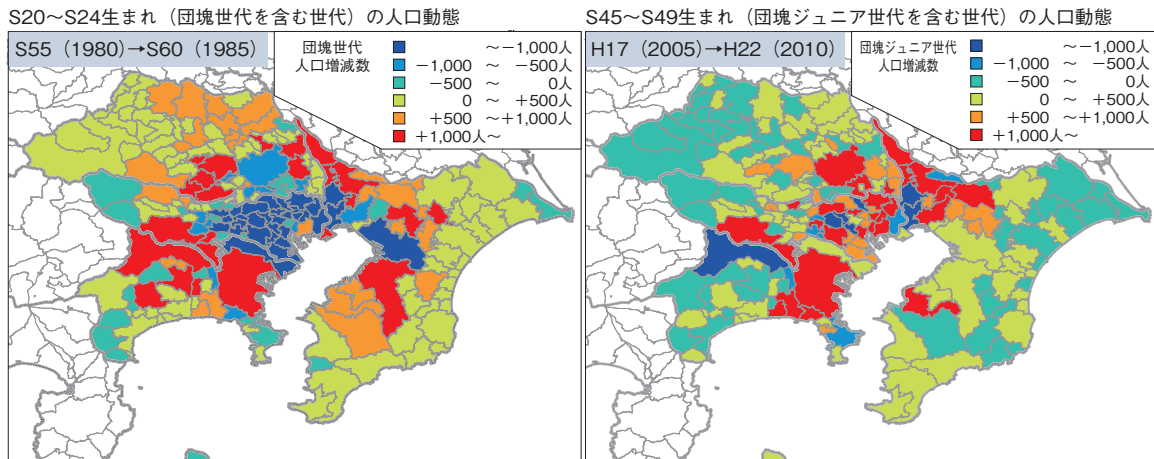 S20～S24生まれ（団塊世代を含む世代）の人口動態
S55（1980）→S60（1985）
団塊世代
人口増減数
～−1,000人
−1,000 ～ −500人
−500 ～ 0人
0 ～ +500人
+500 ～+1,000人
+1,000人～
S45～S49生まれ（団塊ジュニア世代を含む世代）の人口動態
H17（2005）→H22（2010）
団塊ジュニア世代
人口増減数
～−1,000人
−1,000 ～ −500人
−500 ～ 0人
0 ～ +500人
+500 ～+1,000人
+1,000人～